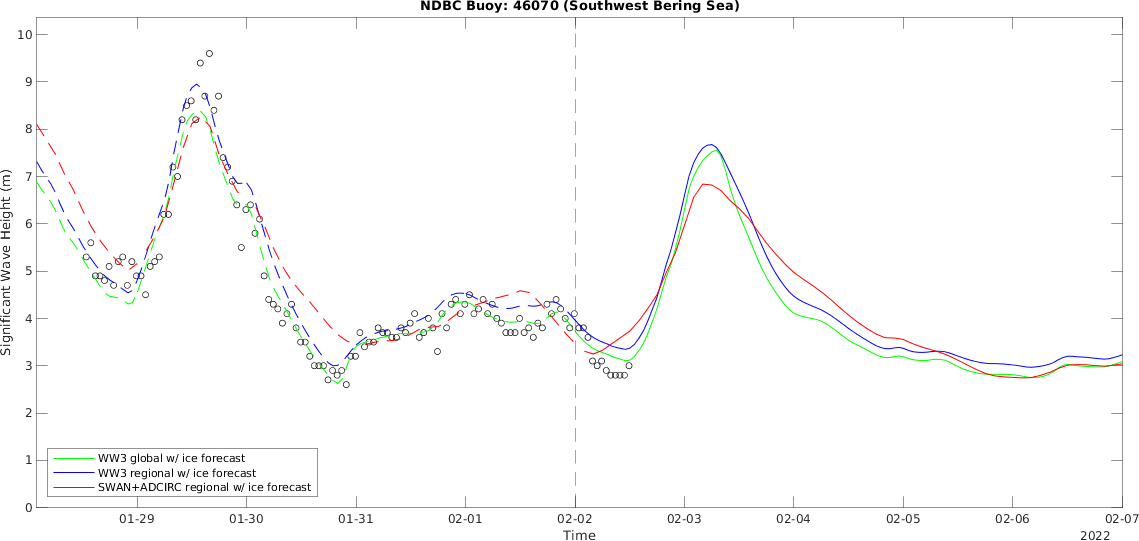 NDBC Buoy: 46070 (Southwest Bering Sea)
10
9
8
7
6
5
4
3
2
1
0
Significant Wave Height (m)
WW3 global w/ ice forecast
WW3 regional w/ ice forecast
SWAN+ADCIRC regional w/ ice forecast
01-29 01-30 01-31 02-01 02-02 02-03 02-04 02-05 02-06 02-07
Time 2022